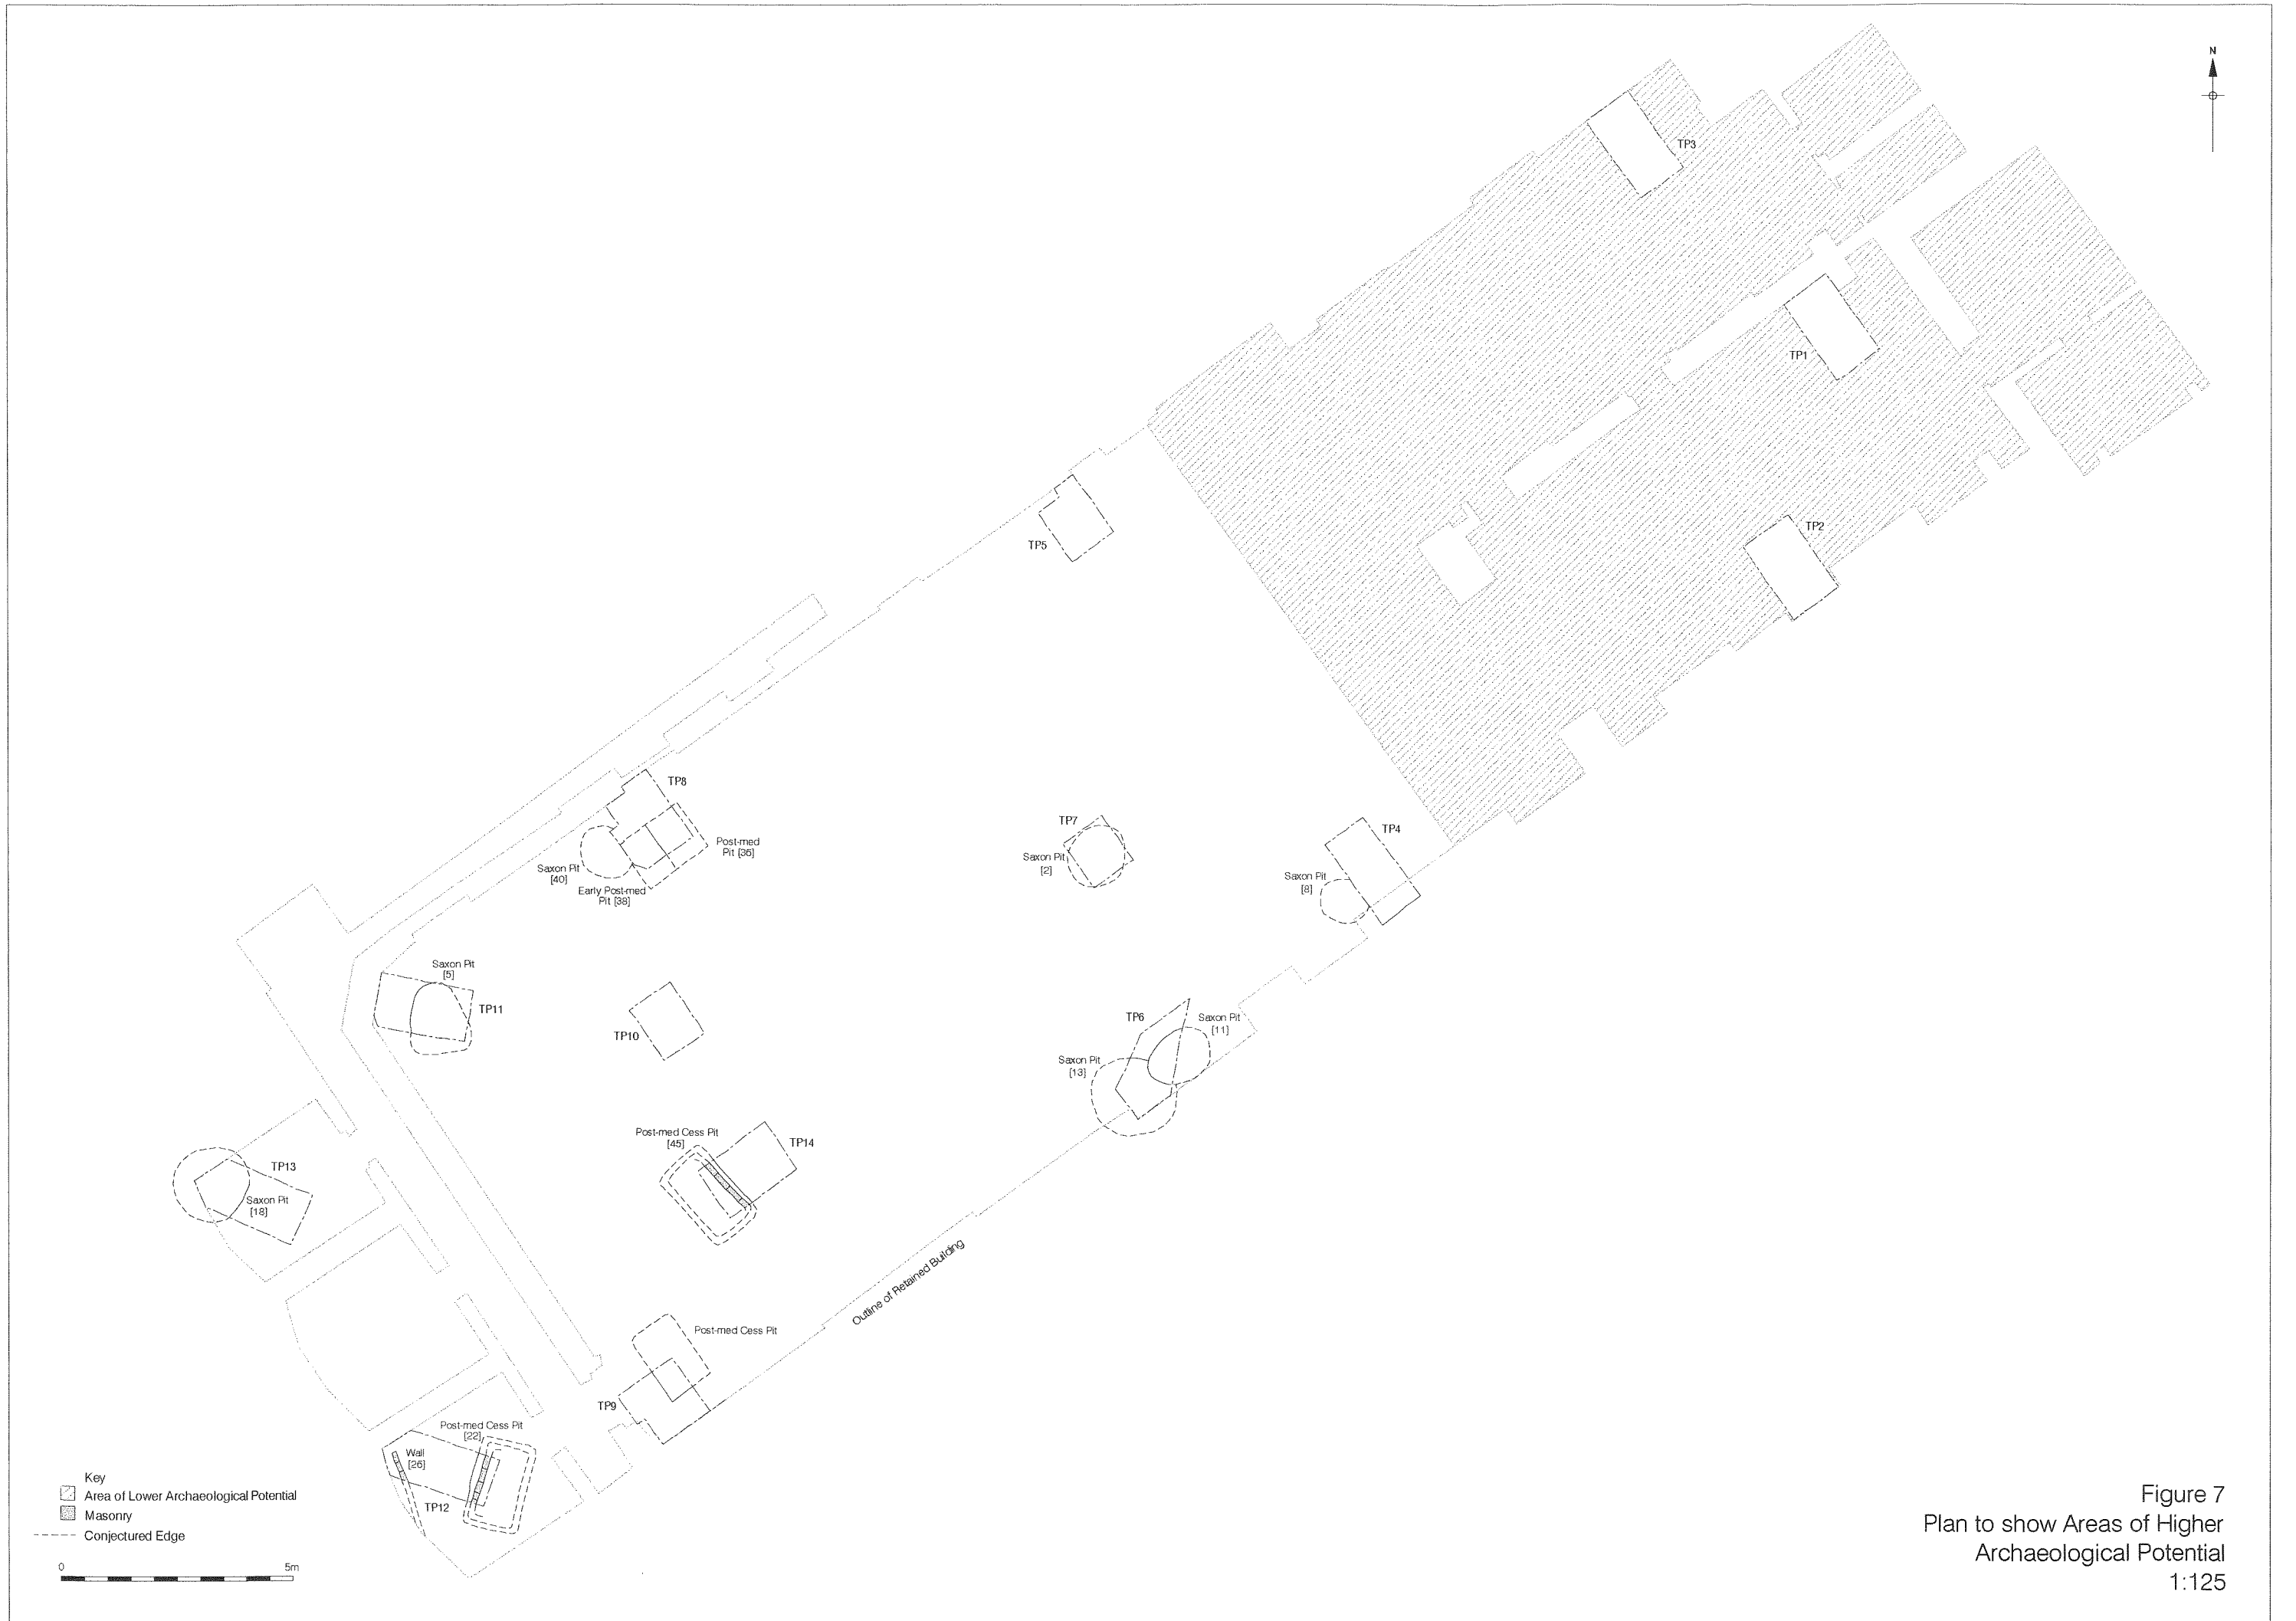 N
TP3
TP1
TP2
TP5
TP8
Post-med
Pit [36]
Saxon Pit
[40]
Early Post-med
Pit [38]
TP7
Saxon Pit
[2]
TP4
Saxon Pit
[8]
Saxon Pit
[5]
TP11
TP10
TP6
Saxon Pit
[11]
Saxon Pit
[13]
Post-med Cess Pit
[45]
TP14
TP13
Saxon Pit
[18]
Outline of Retained Building
Post-med Cess Pit
TP9
Post-med Cess Pit
[22]
Wall
[26]
TP12
Key
Area of Lower Archaeological Potential
Masonry
Conjectured Edge
0 5m
Figure 7
Plan to show Areas of Higher
Archaeological Potential
1:125